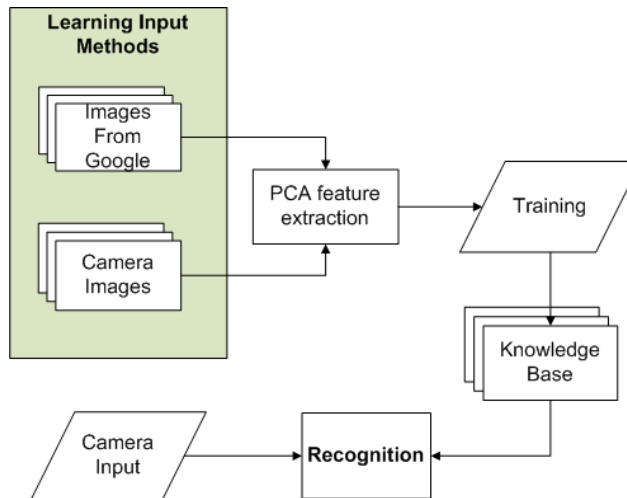 Learning Input
Methods
Images
From
Google
PCA feature
extraction
Training
Camera
Images
Knowledge
Base
Camera
Input
Recognition